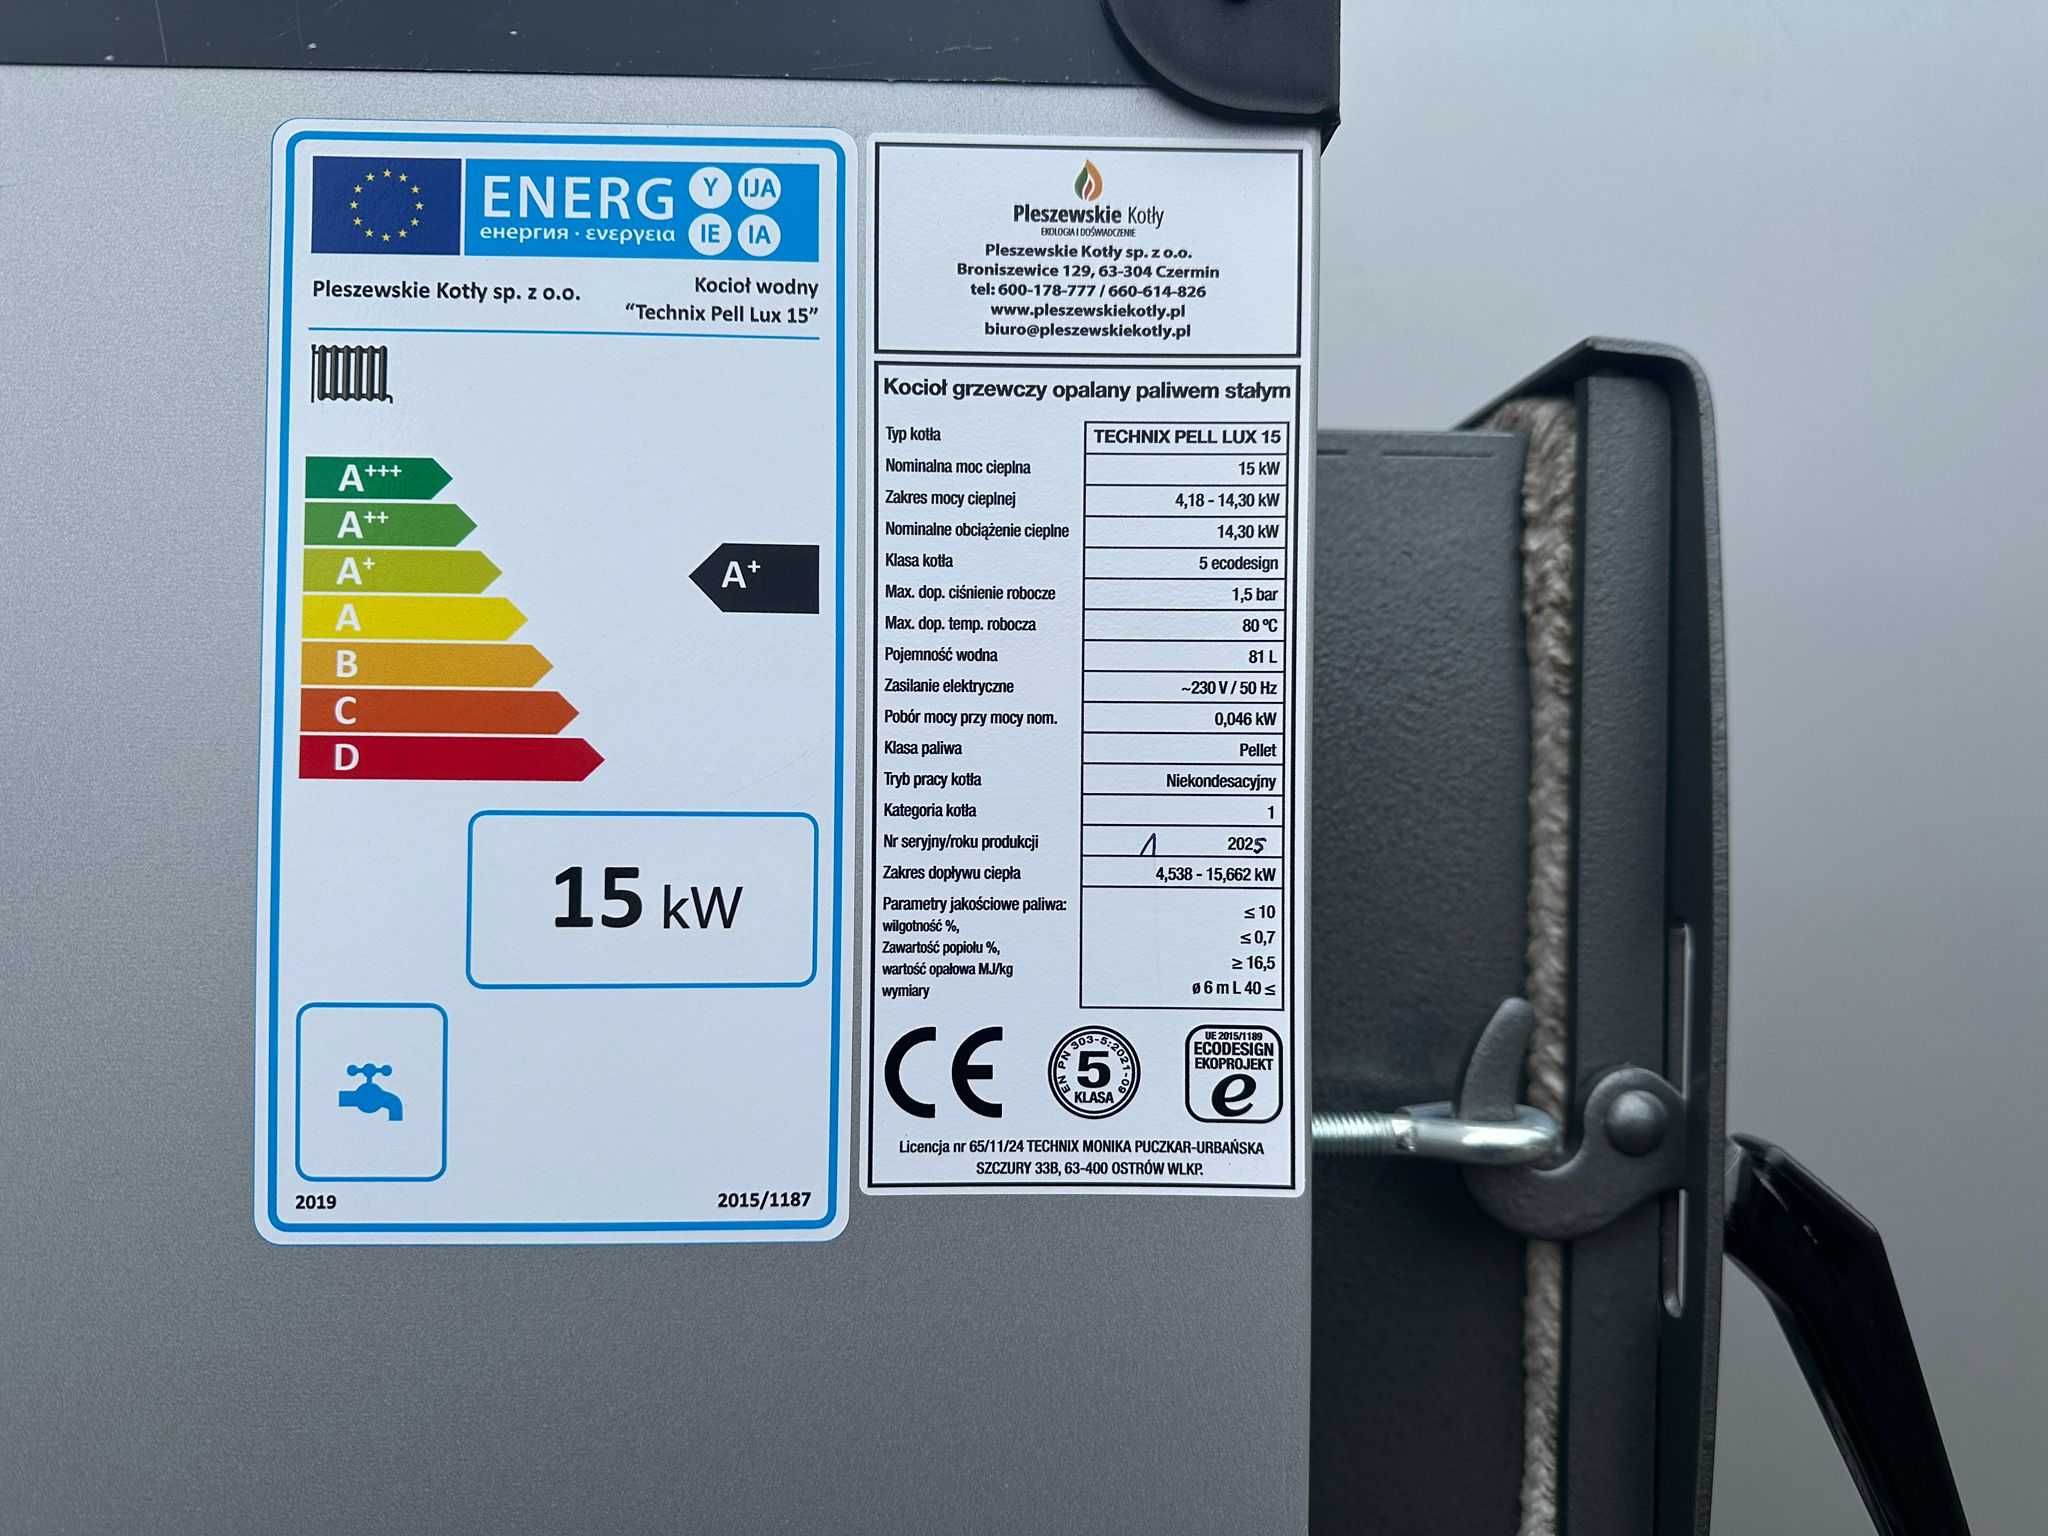 ENERG Y IJA
енергия · ενεργεια IE IA
Pleszewskie Kotły sp. z o.o.
Kocioł wodny
“Technix Pell Lux 15”
A+++
A++
A+
A
B
C
D
A+
15 kW
2019
2015/1187
Pleszewskie Kotły
EKOLOGIA I DOŚWIADCZENIE
Pleszewskie Kotły sp. z o.o.
Broniszewice 129, 63-304 Czermin
tel: 600-178-777 / 660-614-826
www.pleszewskiekotly.pl
biuro@pleszewskiekotly.pl
Kocioł grzewczy opalany paliwem stałym
Typ kotła TECHNIX PELL LUX 15
Nominalna moc cieplna 15 kW
Zakres mocy cieplnej 4,18 - 14,30 kW
Nominalne obciążenie cieplne 14,30 kW
Klasa kotła 5 ecodesign
Max. dop. ciśnienie robocze 1,5 bar
Max. dop. temp. robocza 80 ºC
Pojemność wodna 81 L
Zasilanie elektryczne ~230 V / 50 Hz
Pobór mocy przy mocy nom. 0,046 kW
Klasa paliwa Pellet
Tryb pracy kotła Niekondesacyjny
Kategoria kotła 1
Nr seryjny/roku produkcji 1 2025
Zakres dopływu ciepła 4,538 - 15,662 kW
Parametry jakościowe paliwa:
wilgotność %, ≤ 10
Zawartość popiołu %, ≤ 0,7
wartość opałowa MJ/kg ≥ 16,5
wymiary ø 6 m L 40 ≤
CE
EN PN 303-5:2021-09
5
KLASA
UE 2015/1189
ECODESIGN
EKOPROJEKT
e
Licencja nr 65/11/24 TECHNIX MONIKA PUCZKAR-URBAŃSKA
SZCZURY 33B, 63-400 OSTRÓW WLKP.